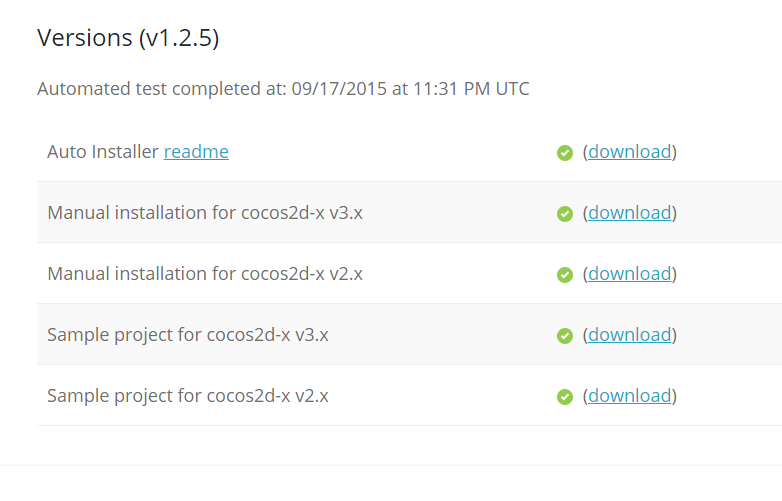 Versions (v1.2.5)
Automated test completed at: 09/17/2015 at 11:31 PM UTC
Auto Installer readme (download)
Manual installation for cocos2d-x v3.x (download)
Manual installation for cocos2d-x v2.x (download)
Sample project for cocos2d-x v3.x (download)
Sample project for cocos2d-x v2.x (download)